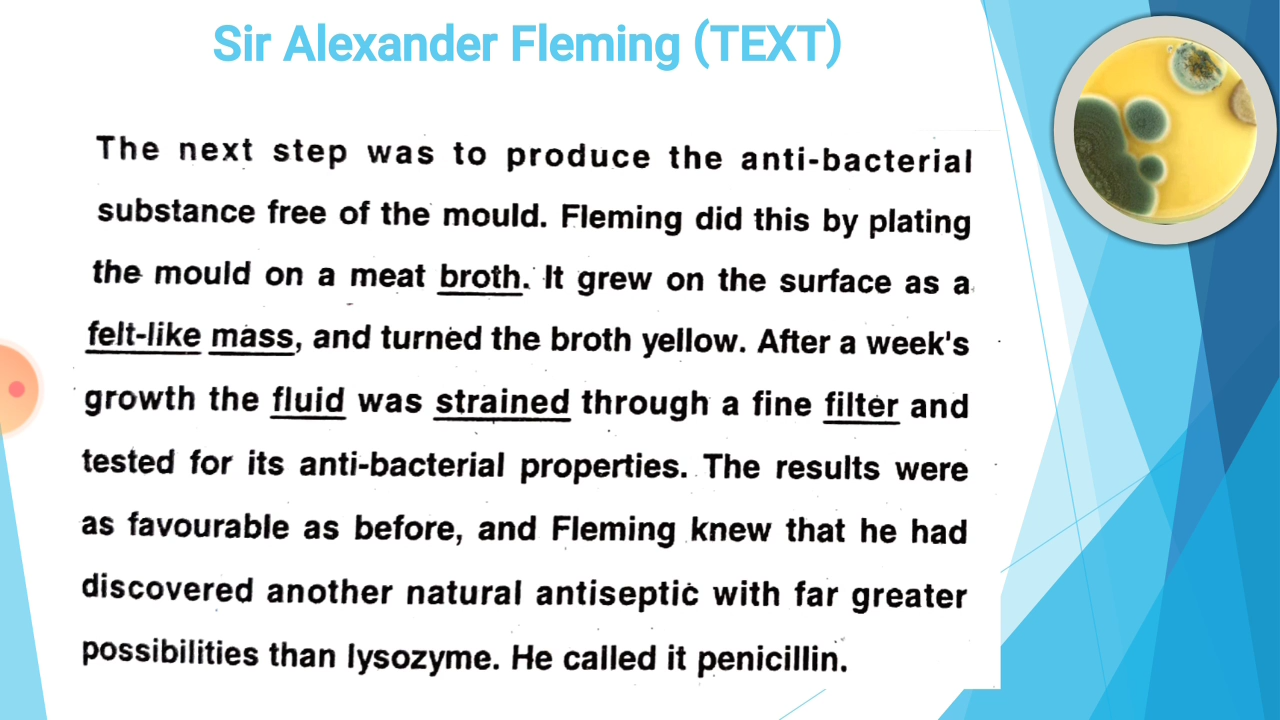 Sir Alexander Fleming (TEXT)
The next step was to produce the anti-bacterial
substance free of the mould. Fleming did this by plating
the mould on a meat broth. It grew on the surface as a
felt-like mass, and turned the broth yellow. After a week's
growth the fluid was strained through a fine filter and
tested for its anti-bacterial properties. The results were
as favourable as before, and Fleming knew that he had
discovered another natural antiseptic with far greater
possibilities than lysozyme. He called it penicillin.